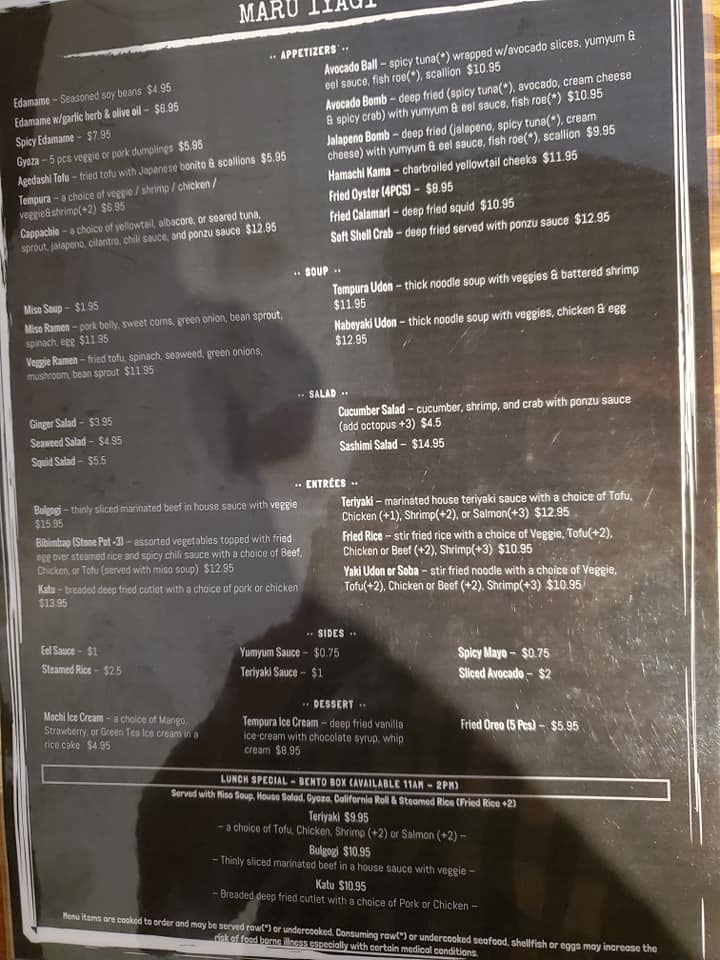 MARU IYAGI
·· APPETIZERS ··
Edamame – Seasoned soy beans $4.95
Edamame w/garlic herb & olive oil – $6.95
Spicy Edamame – $7.95
Gyoza – 5 pcs veggie or pork dumplings $5.95
Agedashi Tofu – fried tofu with Japanese bonito & scallions $5.95
Tempura – a choice of veggie / shrimp / chicken /
veggie&shrimp(+2) $6.95
Cappachio – a choice of yellowtail, albacore, or seared tuna,
sprout, jalapeno, cilantro, chili sauce, and ponzu sauce $12.95
Avocado Ball – spicy tuna(*) wrapped w/avocado slices, yumyum &
eel sauce, fish roe(*), scallion $10.95
Avocado Bomb – deep fried (spicy tuna(*), avocado, cream cheese
& spicy crab) with yumyum & eel sauce, fish roe(*) $10.95
Jalapeno Bomb – deep fried (jalapeno, spicy tuna(*), cream
cheese) with yumyum & eel sauce, fish roe(*), scallion $9.95
Hamachi Kama – charbroiled yellowtail cheeks $11.95
Fried Oyster (4PCS) – $8.95
Fried Calamari – deep fried squid $10.95
Soft Shell Crab – deep fried served with ponzu sauce $12.95
·· SOUP ··
Miso Soup – $1.95
Miso Ramen – pork belly, sweet corns, green onion, bean sprout,
spinach, egg $11.95
Veggie Ramen – fried tofu, spinach, seaweed, green onions,
mushroom, bean sprout $11.95
Tempura Udon – thick noodle soup with veggies & battered shrimp
$11.95
Nabeyaki Udon – thick noodle soup with veggies, chicken & egg
$12.95
·· SALAD ··
Ginger Salad – $3.95
Seaweed Salad – $4.95
Squid Salad – $5.5
Cucumber Salad – cucumber, shrimp, and crab with ponzu sauce
(add octopus +3) $4.5
Sashimi Salad – $14.95
·· ENTRÉES ··
Bulgogi – thinly sliced marinated beef in house sauce with veggie
$15.95
Bibimbap (Stone Pot +3) – assorted vegetables topped with fried
egg over steamed rice and spicy chili sauce with a choice of Beef,
Chicken, or Tofu (served with miso soup) $12.95
Katu – breaded deep fried cutlet with a choice of pork or chicken
$13.95
Teriyaki – marinated house teriyaki sauce with a choice of Tofu,
Chicken (+1), Shrimp(+2), or Salmon(+3) $12.95
Fried Rice – stir fried rice with a choice of Veggie, Tofu(+2),
Chicken or Beef (+2), Shrimp(+3) $10.95
Yaki Udon or Soba – stir fried noodle with a choice of Veggie,
Tofu(+2), Chicken or Beef (+2), Shrimp(+3) $10.95
·· SIDES ··
Eel Sauce – $1
Steamed Rice – $2.5
Yumyum Sauce – $0.75
Teriyaki Sauce – $1
Spicy Mayo – $0.75
Sliced Avocado – $2
·· DESSERT ··
Mochi Ice Cream – a choice of Mango,
Strawberry, or Green Tea Ice cream in a
rice cake $4.95
Tempura Ice Cream – deep fried vanilla
ice-cream with chocolate syrup, whip
cream $8.95
Fried Oreo (5 Pcs) – $5.95
LUNCH SPECIAL – BENTO BOX (AVAILABLE 11AM – 2PM)
Served with Miso Soup, House Salad, Gyoza, California Roll & Steamed Rice (Fried Rice +2)
Teriyaki $9.95
– a choice of Tofu, Chicken, Shrimp (+2) or Salmon (+2) –
Bulgogi $10.95
– Thinly sliced marinated beef in a house sauce with veggie –
Katu $10.95
– Breaded deep fried cutlet with a choice of Pork or Chicken –
Menu items are cooked to order and may be served raw(*) or undercooked. Consuming raw(*) or undercooked seafood, shellfish or eggs may increase the
risk of food borne illness especially with certain medical conditions.